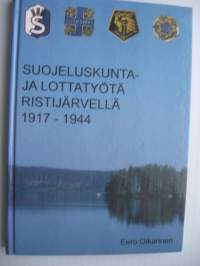 SUOJELUSKUNTA-
JA LOTTATYÖTÄ
RISTIJÄRVELLÄ
1917 - 1944
Eero Oikarinen